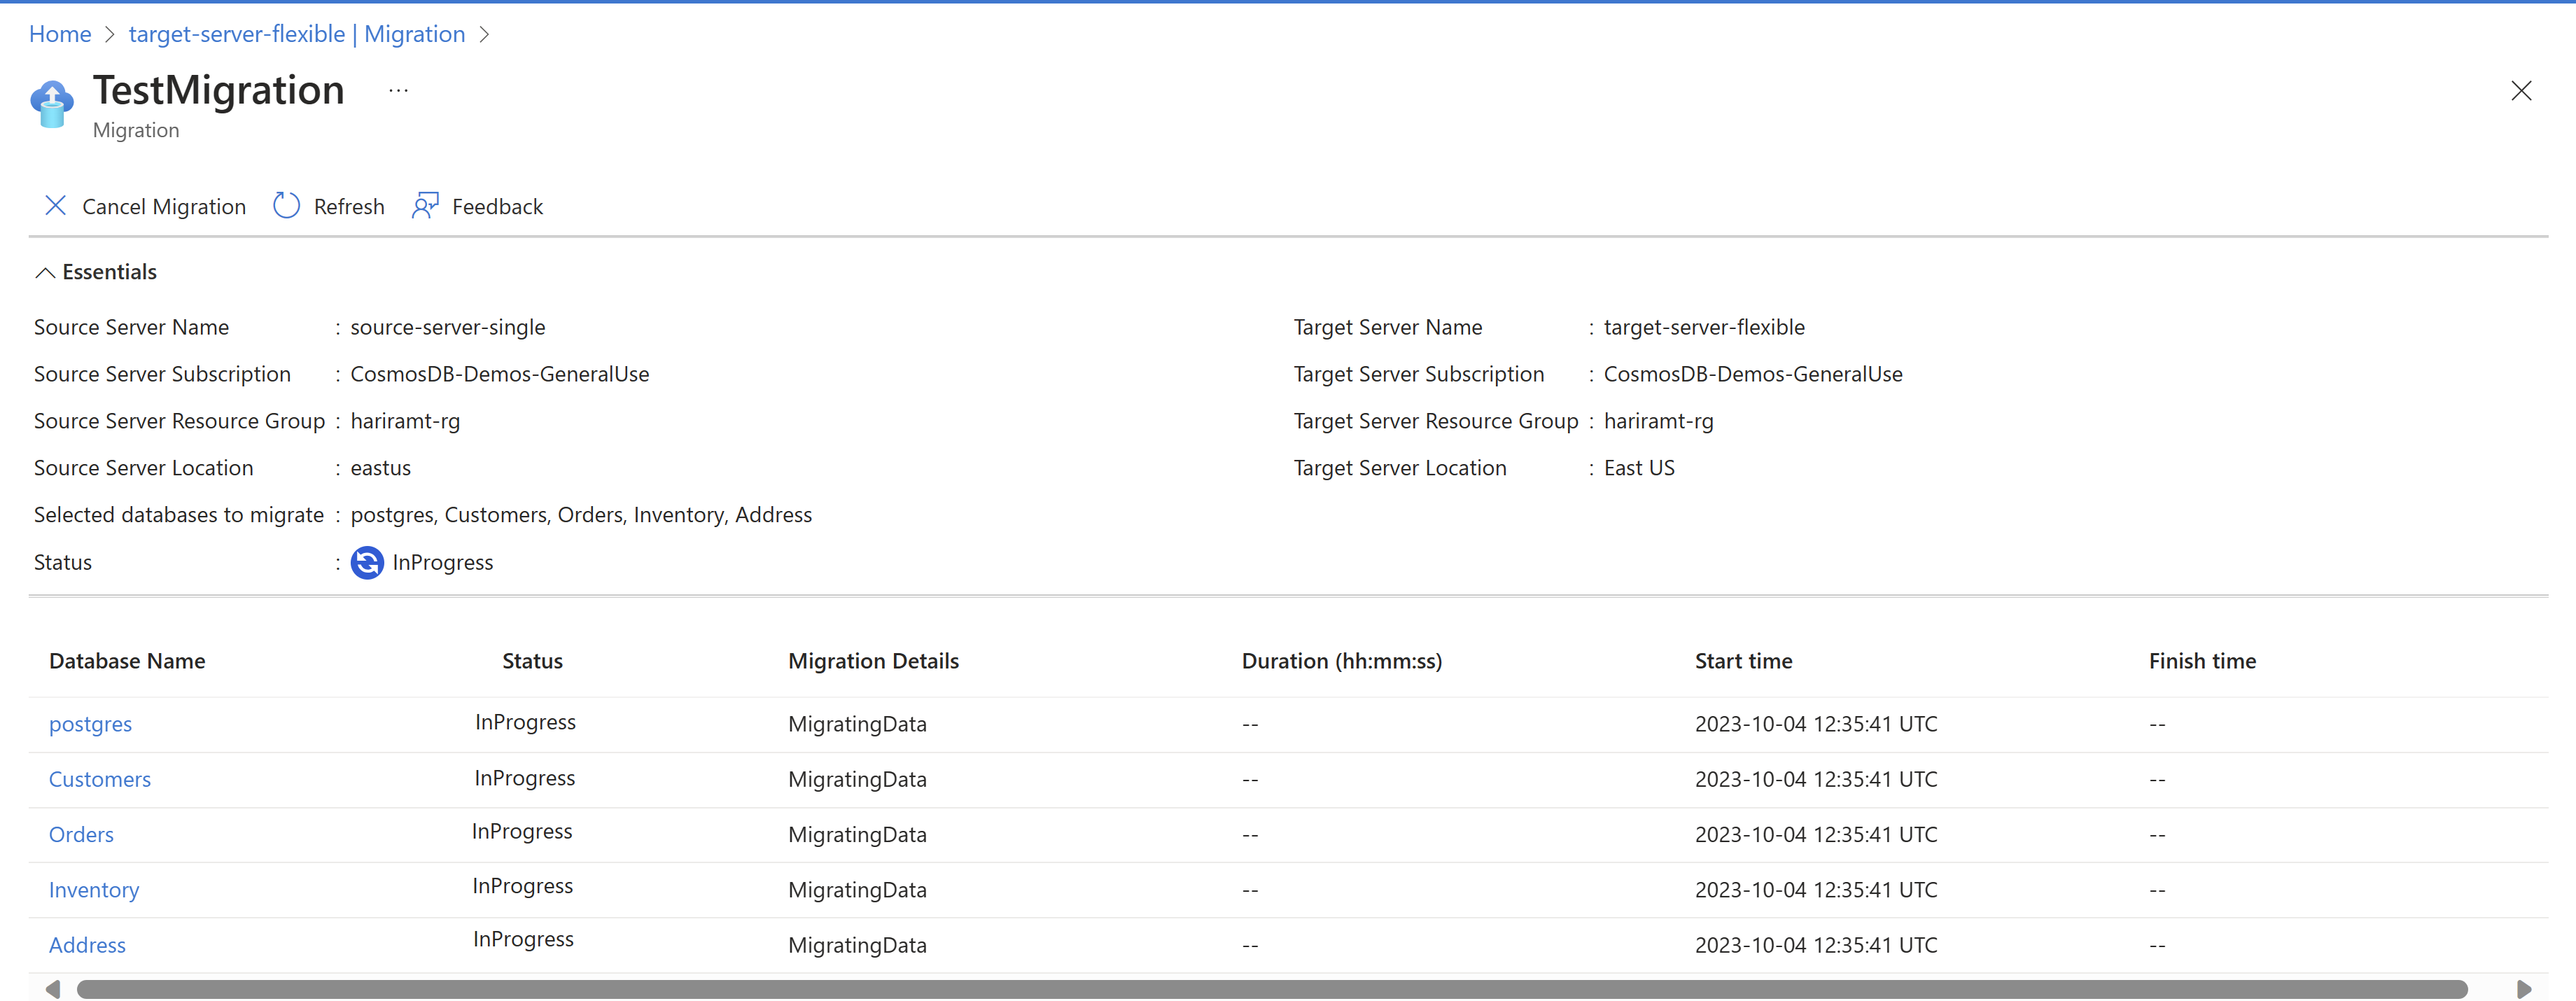 Home > target-server-flexible | Migration >
TestMigration ...
Migration
Cancel Migration Refresh Feedback
Essentials
Source Server Name : source-server-single Target Server Name : target-server-flexible
Source Server Subscription : CosmosDB-Demos-GeneralUse Target Server Subscription : CosmosDB-Demos-GeneralUse
Source Server Resource Group : hariramt-rg Target Server Resource Group : hariramt-rg
Source Server Location : eastus Target Server Location : East US
Selected databases to migrate : postgres, Customers, Orders, Inventory, Address
Status : InProgress
Database Name Status Migration Details Duration (hh:mm:ss) Start time Finish time
postgres InProgress MigratingData -- 2023-10-04 12:35:41 UTC --
Customers InProgress MigratingData -- 2023-10-04 12:35:41 UTC --
Orders InProgress MigratingData -- 2023-10-04 12:35:41 UTC --
Inventory InProgress MigratingData -- 2023-10-04 12:35:41 UTC --
Address InProgress MigratingData -- 2023-10-04 12:35:41 UTC --